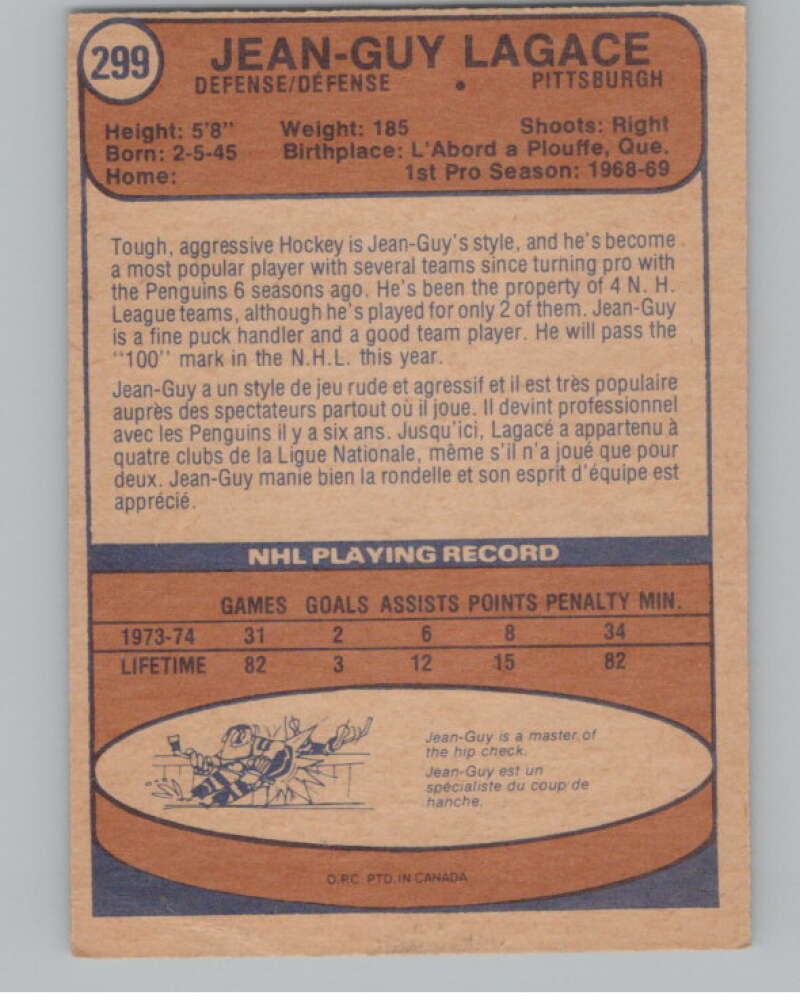 299
JEAN-GUY LAGACE
DEFENSE/DÉFENSE • PITTSBURGH
Height: 5'8" Weight: 185 Shoots: Right
Born: 2-5-45 Birthplace: L'Abord a Plouffe, Que.
Home: 1st Pro Season: 1968-69
Tough, aggressive Hockey is Jean-Guy's style, and he's become
a most popular player with several teams since turning pro with
the Penguins 6 seasons ago. He's been the property of 4 N. H.
League teams, although he's played for only 2 of them. Jean-Guy
is a fine puck handler and a good team player. He will pass the
"100" mark in the N.H.L. this year.
Jean-Guy a un style de jeu rude et agressif et il est très populaire
auprès des spectateurs partout où il joue. Il devint professionnel
avec les Penguins il y a six ans. Jusqu'ici, Lagacé a appartenu à
quatre clubs de la Ligue Nationale, même s'il n'a joué que pour
deux. Jean-Guy manie bien la rondelle et son esprit d'équipe est
apprécié.
NHL PLAYING RECORD
GAMES GOALS ASSISTS POINTS PENALTY MIN.
1973-74 31 2 6 8 34
LIFETIME 82 3 12 15 82
Jean-Guy is a master of
the hip check.
Jean-Guy est un
spécialiste du coup de
hanche.
O.P.C. PTD. IN CANADA